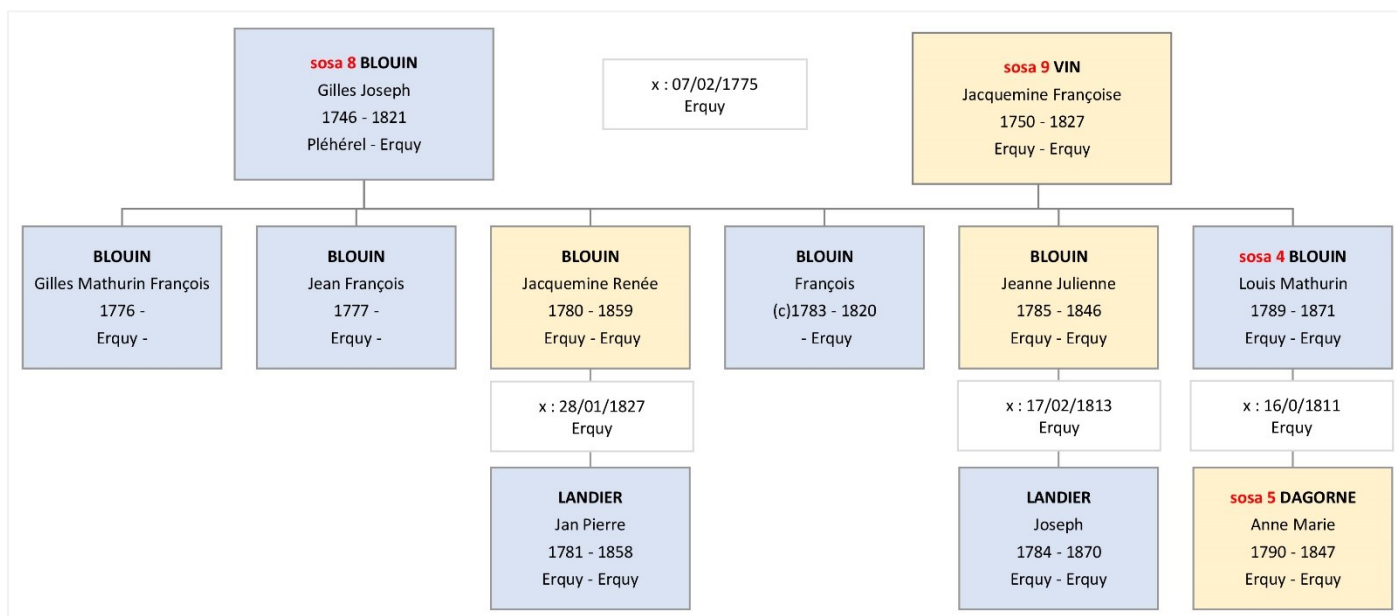 sosa 8 BLOUIN
Gilles Joseph
1746 - 1821
Pléhérel - Erquy
x : 07/02/1775
Erquy
sosa 9 VIN
Jacquemine Françoise
1750 - 1827
Erquy - Erquy
BLOUIN
Gilles Mathurin François
1776 -
Erquy -
BLOUIN
Jean François
1777 -
Erquy -
BLOUIN
Jacquemine Renée
1780 - 1859
Erquy - Erquy
BLOUIN
François
(c)1783 - 1820
- Erquy
BLOUIN
Jeanne Julienne
1785 - 1846
Erquy - Erquy
sosa 4 BLOUIN
Louis Mathurin
1789 - 1871
Erquy - Erquy
x : 28/01/1827
Erquy
x : 17/02/1813
Erquy
x : 16/0/1811
Erquy
LANDIER
Jan Pierre
1781 - 1858
Erquy - Erquy
LANDIER
Joseph
1784 - 1870
Erquy - Erquy
sosa 5 DAGORNE
Anne Marie
1790 - 1847
Erquy - Erquy